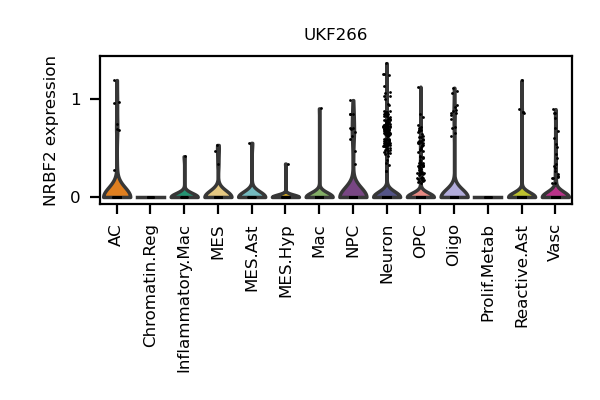 UKF266
NRBF2 expression
1
0
AC
Chromatin.Reg
Inflammatory.Mac
MES
MES.Ast
MES.Hyp
Mac
NPC
Neuron
OPC
Oligo
Prolif.Metab
Reactive.Ast
Vasc